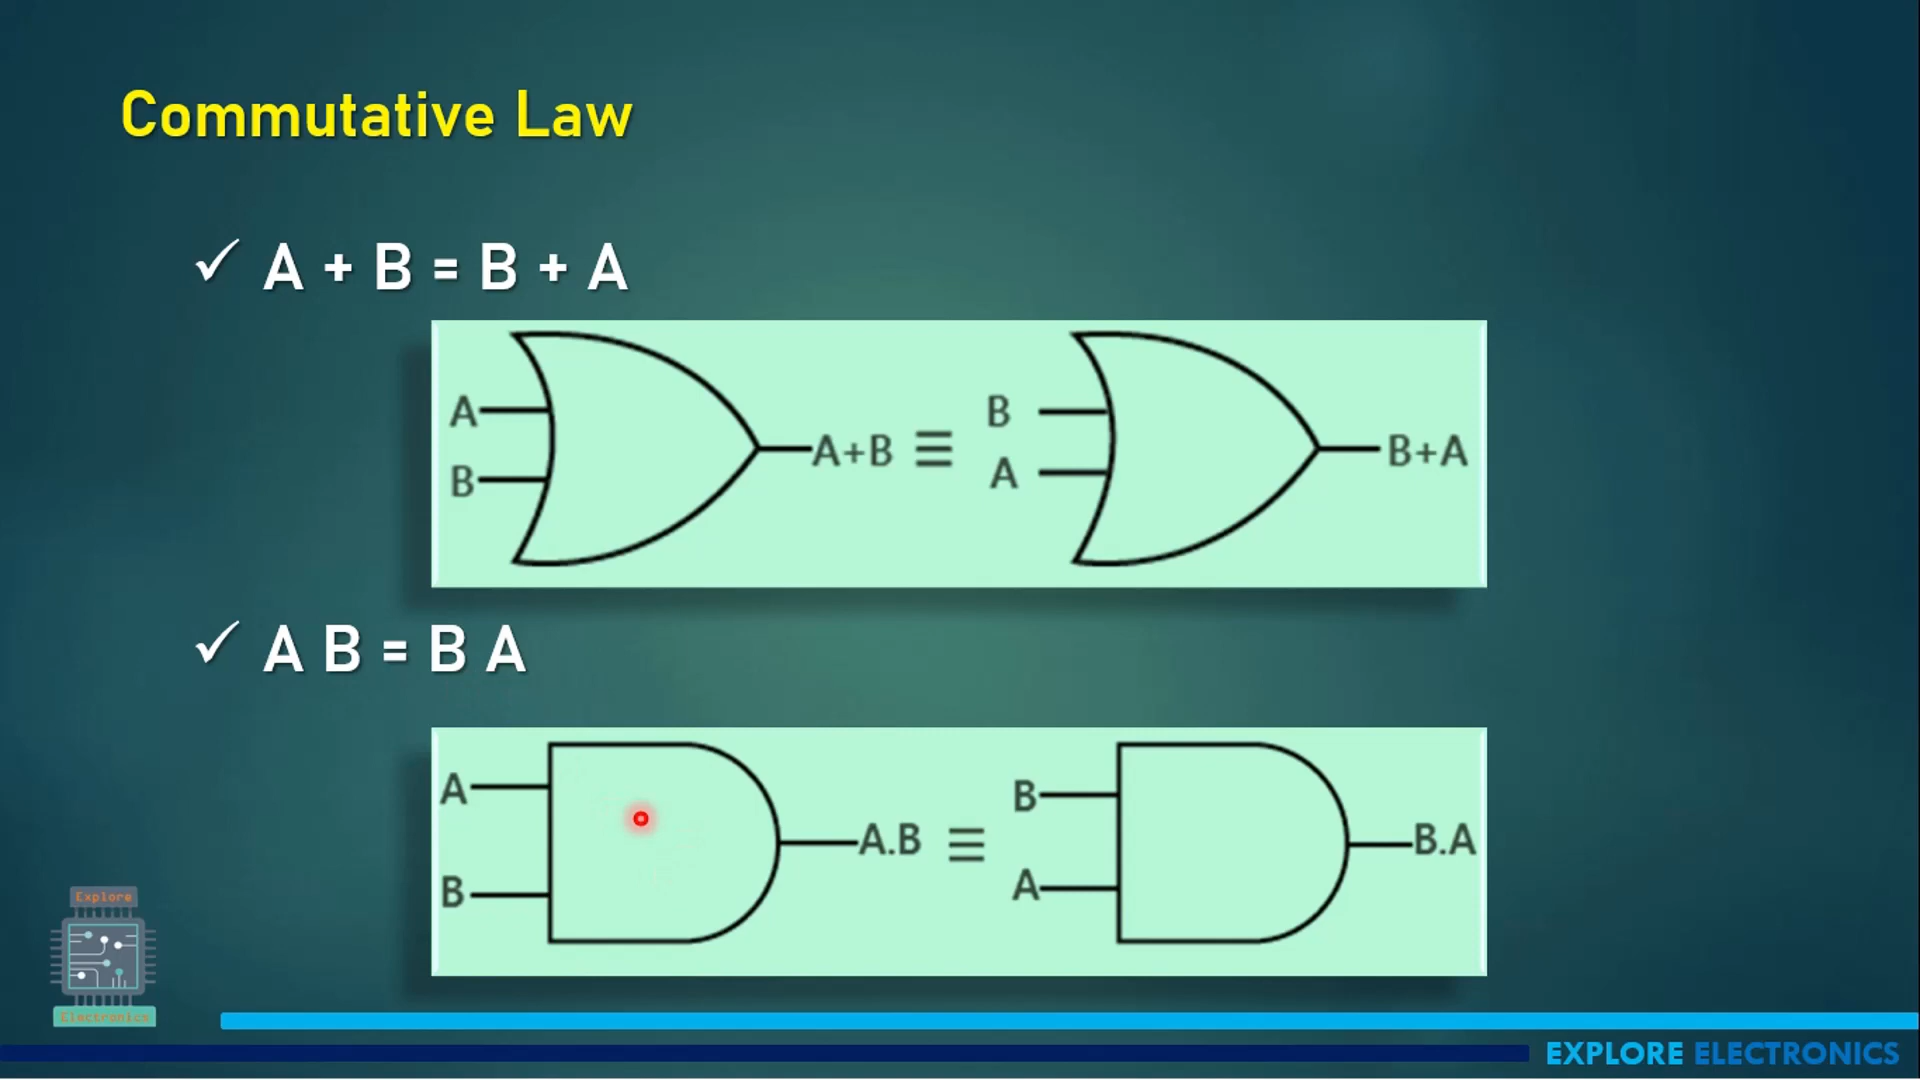 Commutative Law
✓ A + B = B + A
A
B
A+B ≡
B
A
B+A
✓ A B = B A
A
B
A.B ≡
B
A
B.A
Explore
Electronics
EXPLORE ELECTRONICS